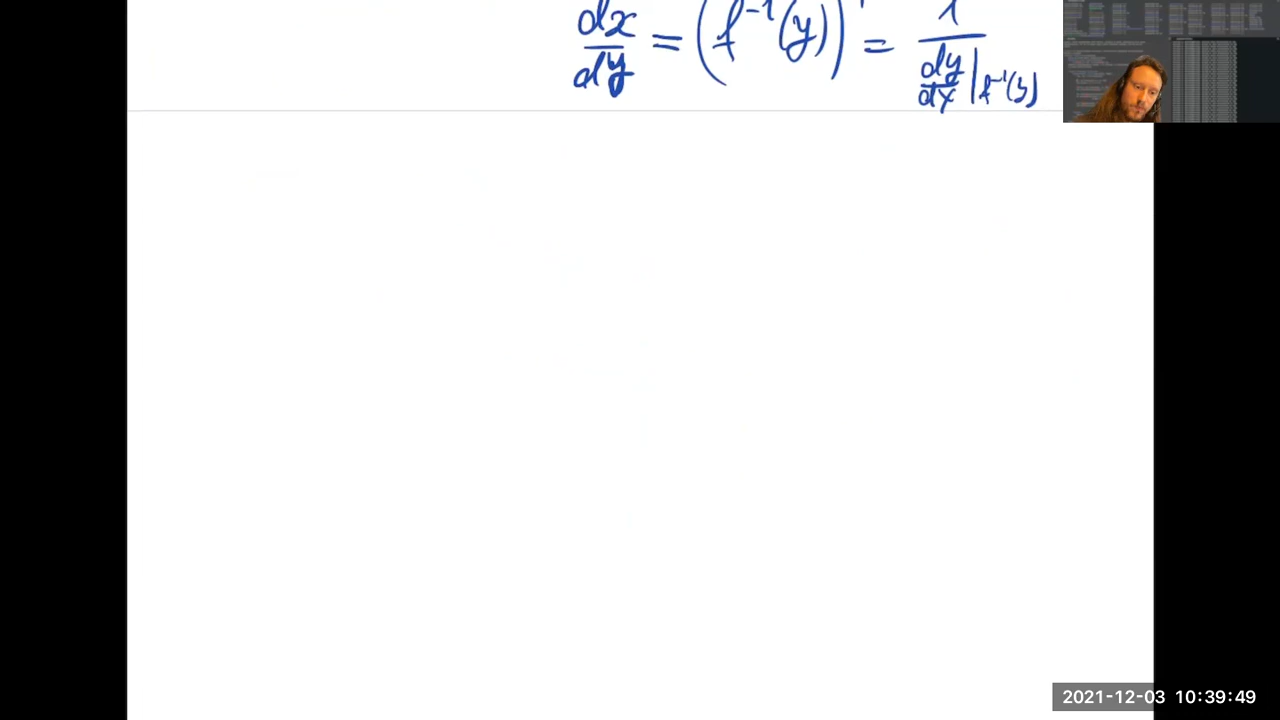 dx/dy = (f⁻¹(y))' = 1/(dy/dx |f⁻¹(y))
2021-12-03 10:39:49